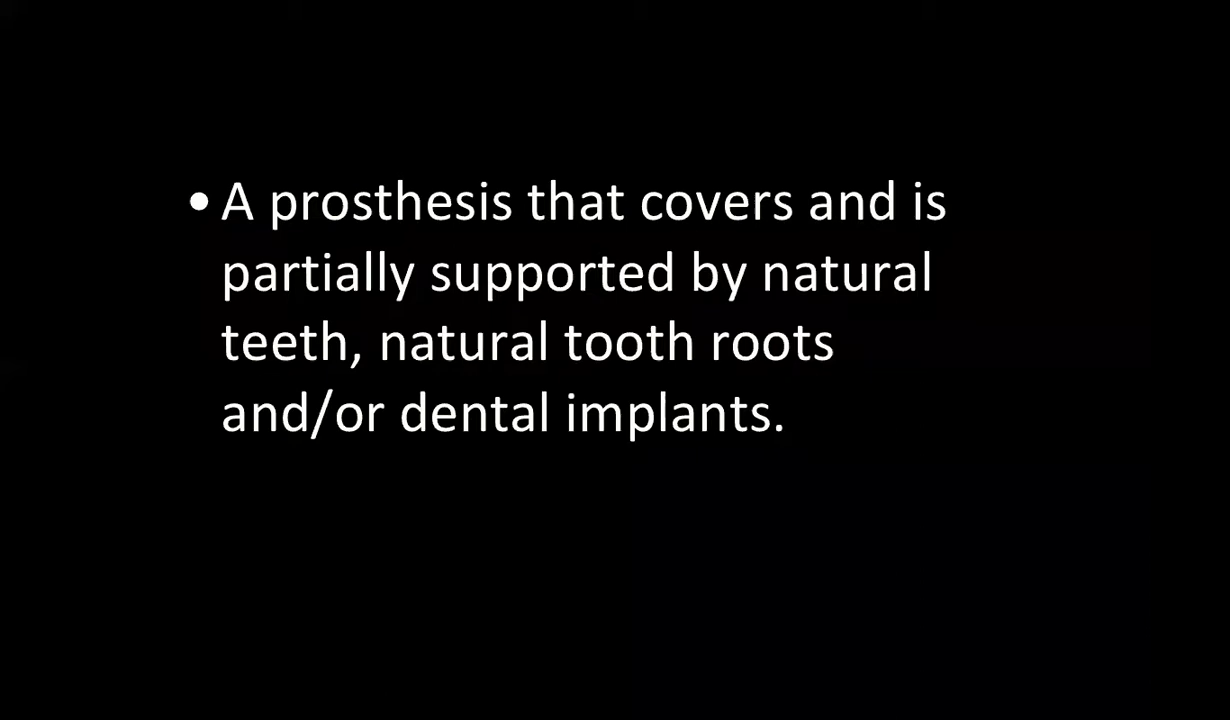 • A prosthesis that covers and is
partially supported by natural
teeth, natural tooth roots
and/or dental implants.